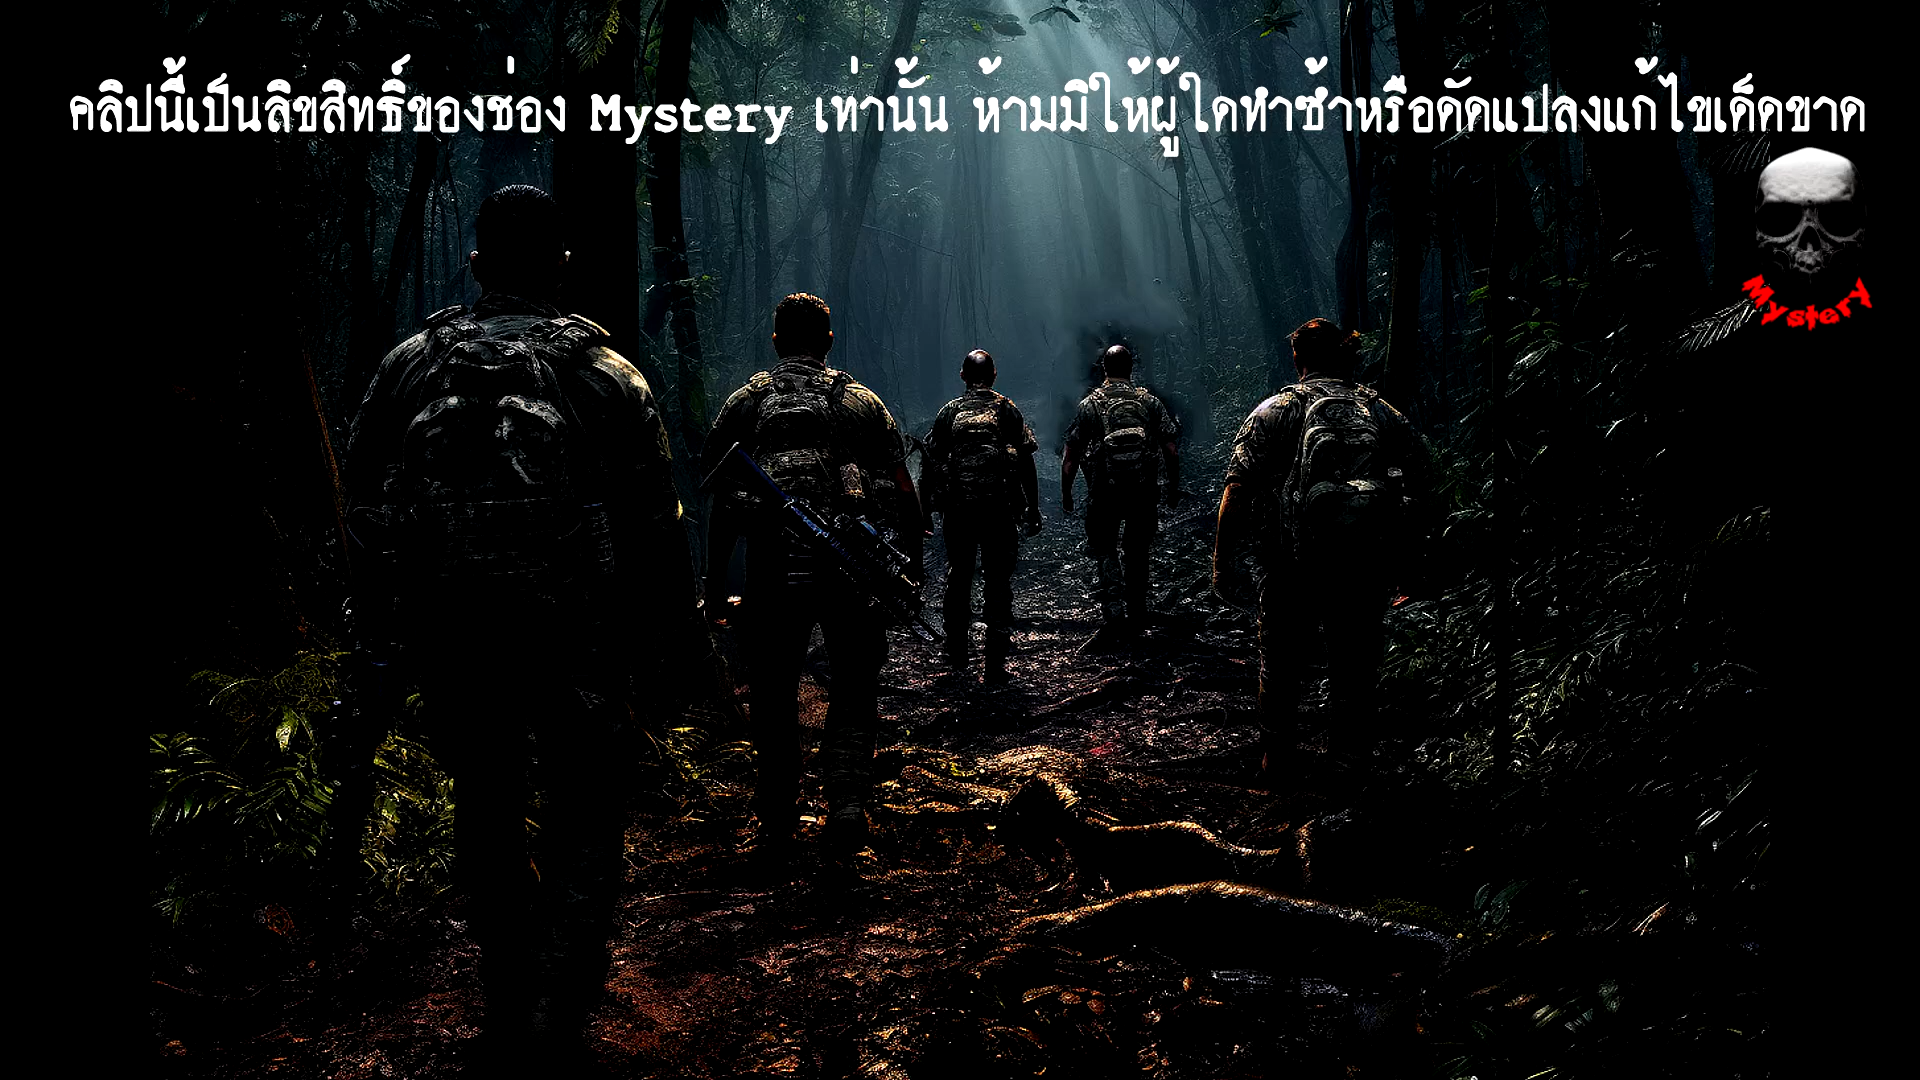 คลิปนี้เป็นลิขสิทธิ์ของช่อง Mystery เท่านั้น ห้ามมิให้ผู้ใดทำซ้ำหรือดัดแปลงแก้ไขเด็ดขาด
Mystery